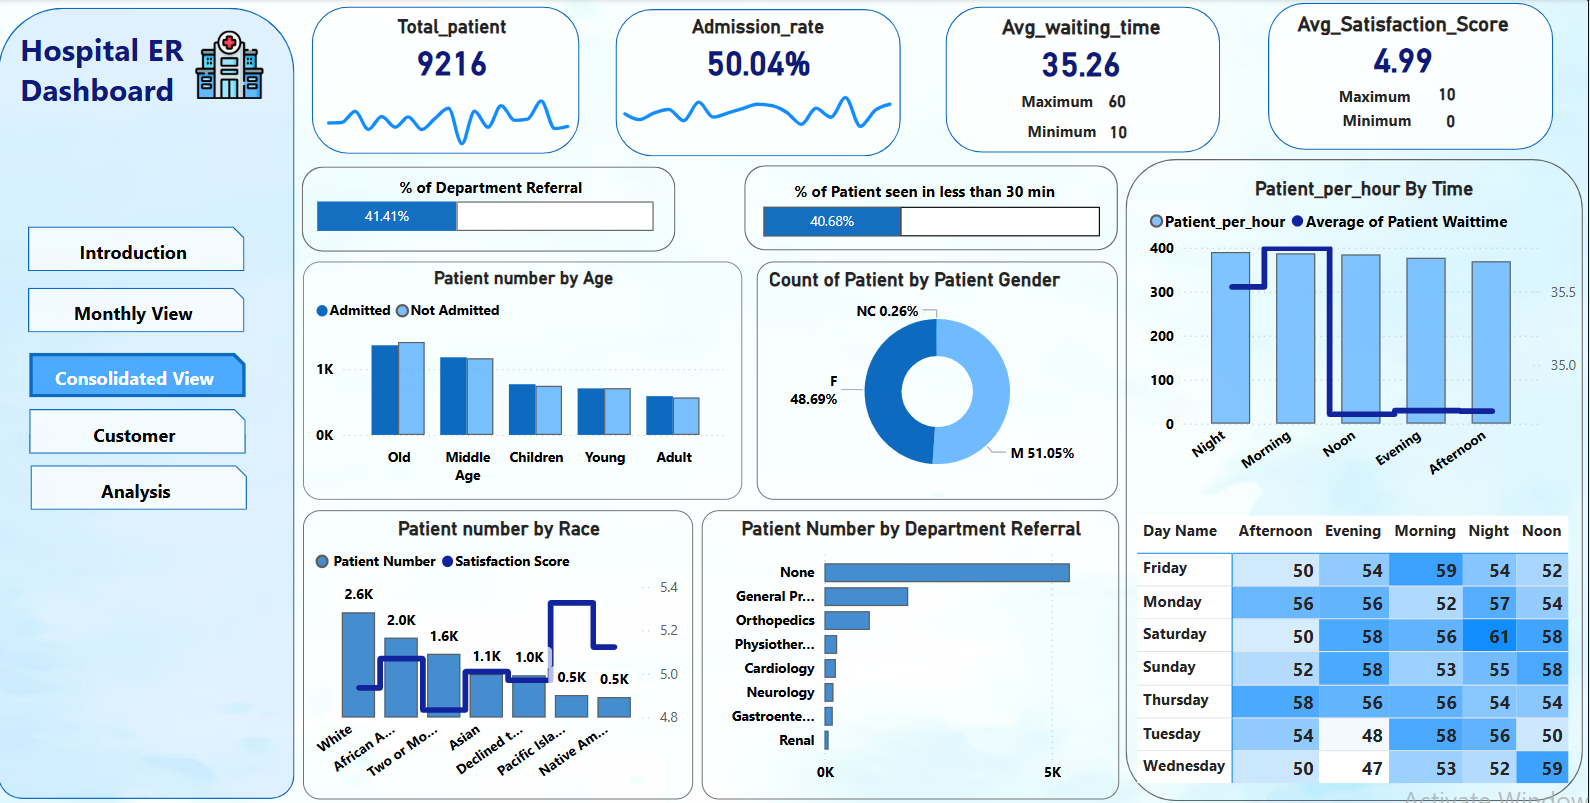 Hospital ER
Dashboard
Introduction
Monthly View
Consolidated View
Customer
Analysis
Total_patient
9216
Admission_rate
50.04%
Avg_waiting_time
35.26
Maximum 60
Minimum 10
Avg_Satisfaction_Score
4.99
Maximum 10
Minimum 0
% of Department Referral
41.41%
% of Patient seen in less than 30 min
40.68%
Patient number by Age
Admitted Not Admitted
1K
0K
Old Middle Children Young Adult
Age
Count of Patient by Patient Gender
NC 0.26%
F
48.69%
M 51.05%
Patient_per_hour By Time
Patient_per_hour Average of Patient Waittime
400
300 35.5
200
35.0
100
0
Night Morning Noon Evening Afternoon
Patient number by Race
Patient Number Satisfaction Score
5.4
2.6K
2.0K 5.2
1.6K
1.1K 1.0K 5.0
0.5K 0.5K
4.8
White African A... Two or Mo... Asian Declined t... Pacific Isla... Native Am...
Patient Number by Department Referral
None
General Pr...
Orthopedics
Physiother...
Cardiology
Neurology
Gastroente...
Renal
0K 5K
Day Name Afternoon Evening Morning Night Noon
Friday 50 54 59 54 52
Monday 56 56 52 57 54
Saturday 50 58 56 61 58
Sunday 52 58 53 55 58
Thursday 58 56 56 54 54
Tuesday 54 48 58 56 50
Wednesday 50 47 53 52 59
Activate Window